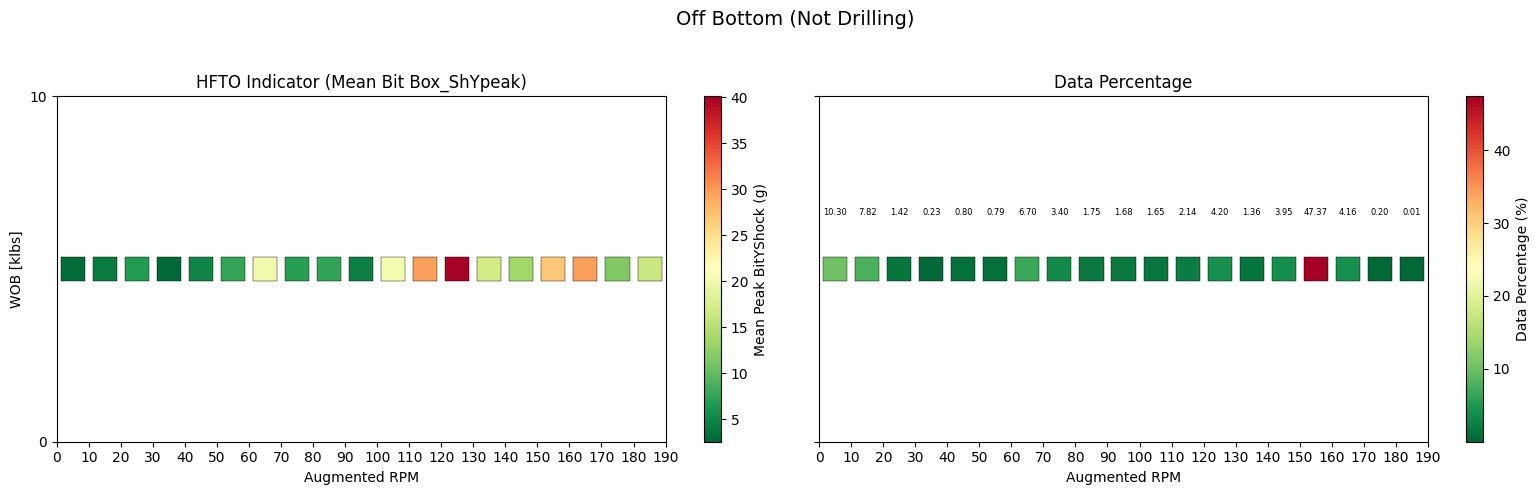 Off Bottom (Not Drilling)
HFTO Indicator (Mean Bit Box_ShYpeak)
10
0
WOB [klbs]
0 10 20 30 40 50 60 70 80 90 100 110 120 130 140 150 160 170 180 190
Augmented RPM
40
35
30
25
20
15
10
5
Mean Peak BitYShock (g)
Data Percentage
10.30 7.82 1.42 0.23 0.80 0.79 6.70 3.40 1.75 1.68 1.65 2.14 4.20 1.36 3.95 47.37 4.16 0.20 0.01
0 10 20 30 40 50 60 70 80 90 100 110 120 130 140 150 160 170 180 190
Augmented RPM
40
30
20
10
Data Percentage (%)